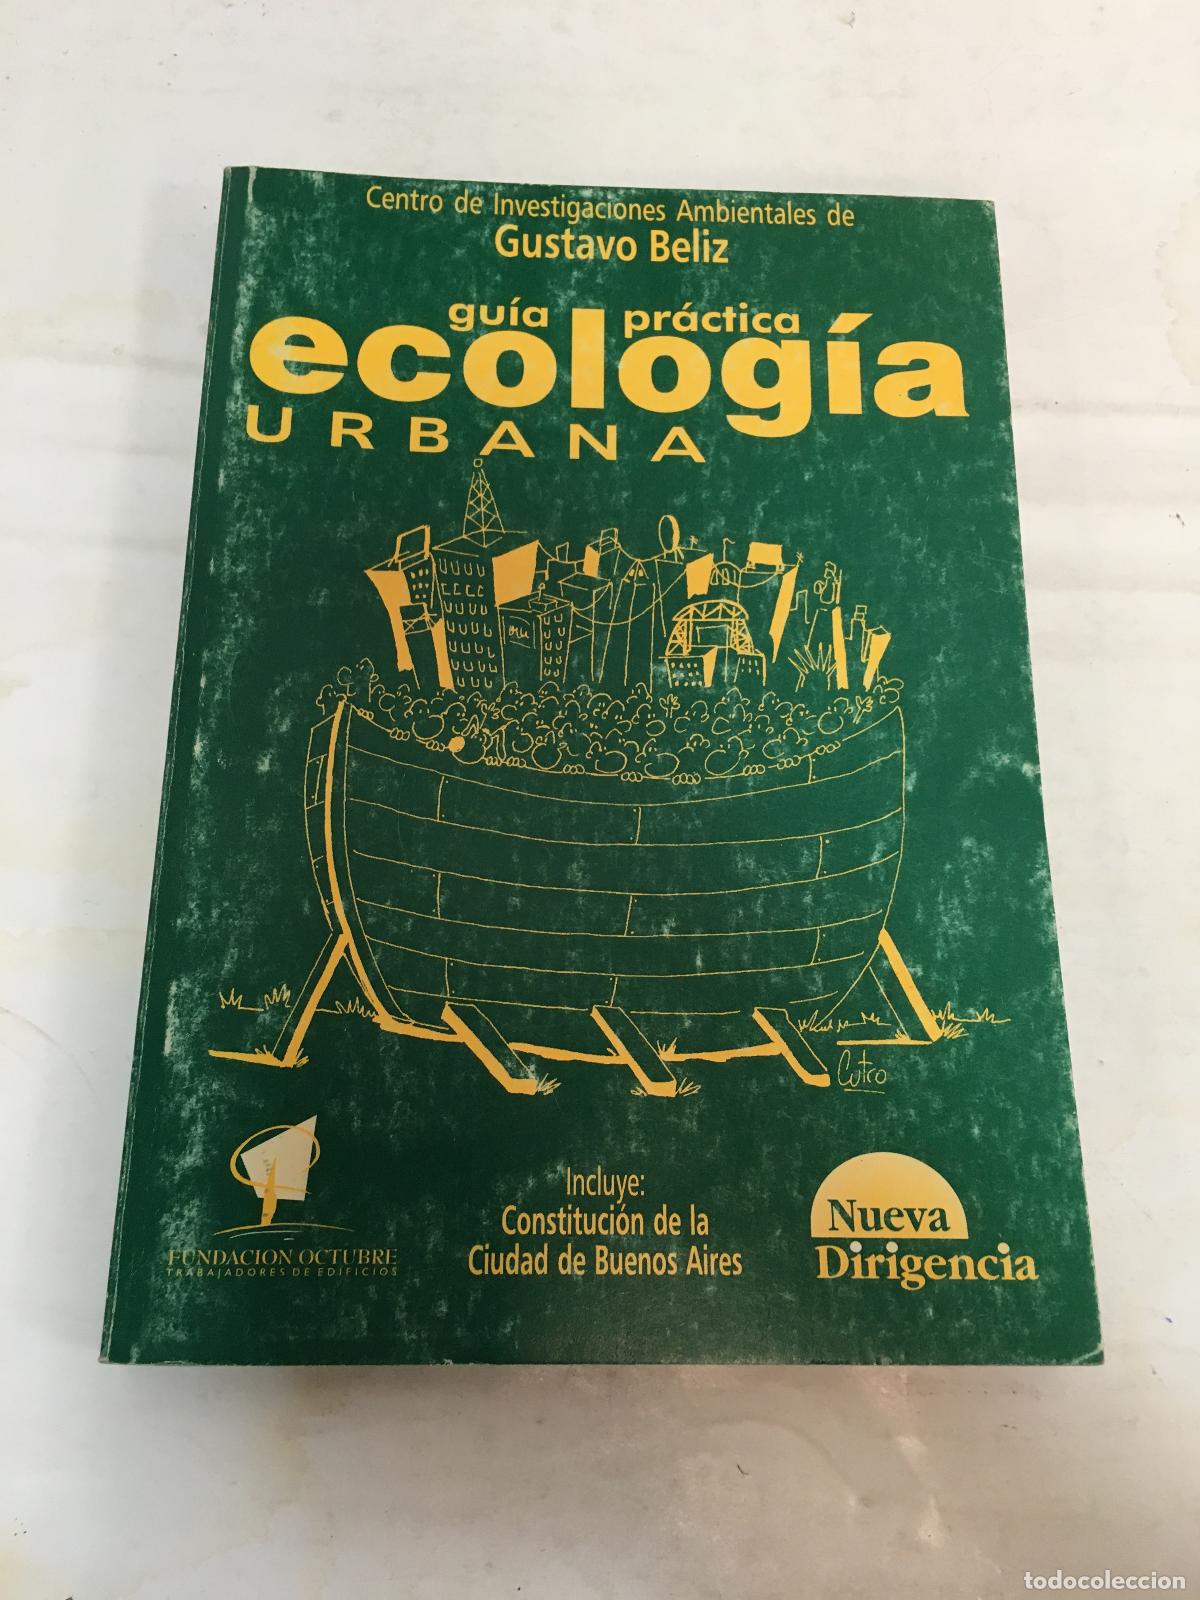 Centro de Investigaciones Ambientales de
Gustavo Beliz
guía práctica
ecología
URBANA
Cutro
FUNDACION OCTUBRE
TRABAJADORES DE EDIFICIOS
Incluye:
Constitución de la
Ciudad de Buenos Aires
Nueva
Dirigencia
todocoleccion